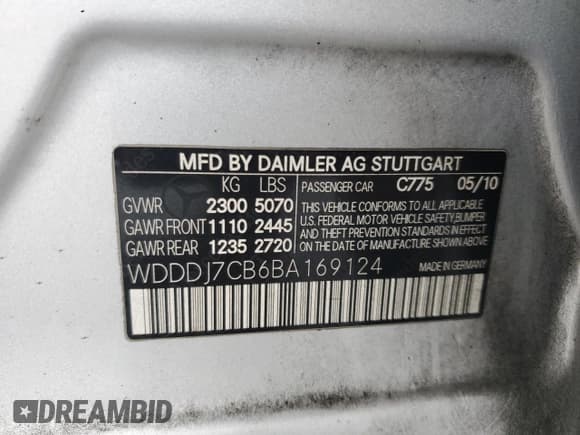 MFD BY DAIMLER AG STUTTGART
KG LBS PASSENGER CAR C775 05/10
GVWR 2300 5070
GAWR FRONT 1110 2445
GAWR REAR 1235 2720
THIS VEHICLE CONFORMS TO ALL APPLICABLE
U.S. FEDERAL MOTOR VEHICLE SAFETY, BUMPER
AND THEFT PREVENTION STANDARDS IN EFFECT
ON THE DATE OF MANUFACTURE SHOWN ABOVE
WDDDJ7CB6BA169124 MADE IN GERMANY
DREAMBID